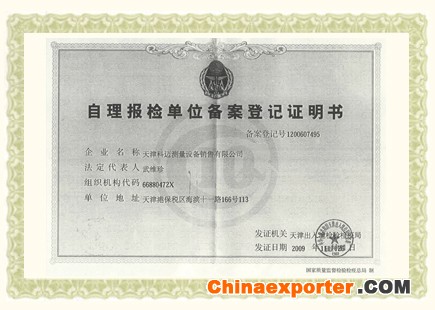 自理报检单位备案登记证明书
备案登记号1200607495
企 业 名 称 天津科迈测量设备销售有限公司
法 定 代 表 人
组织机构代码 66880472X
单 位 地 址 天津港保税区海滨十一路166号113
发证机关 天津出入境检验检疫局
发证日期 2009 年
国家质量监督检验检疫总局 制
Chinaexporter.COM